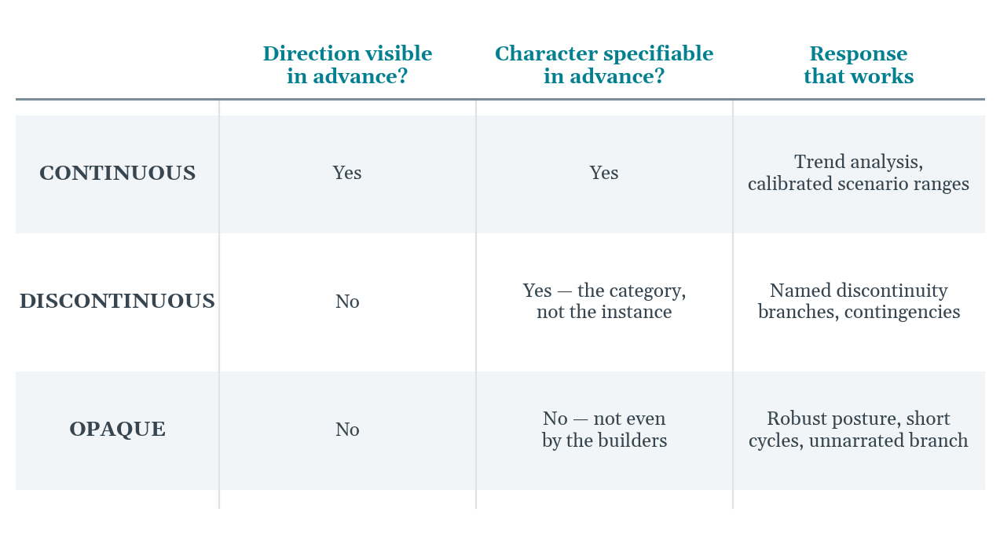 Direction visible
in advance?
Character specifiable
in advance?
Response
that works
CONTINUOUS
Yes
Yes
Trend analysis,
calibrated scenario ranges
DISCONTINUOUS
No
Yes — the category,
not the instance
Named discontinuity
branches, contingencies
OPAQUE
No
No — not even
by the builders
Robust posture, short
cycles, unnarrated branch